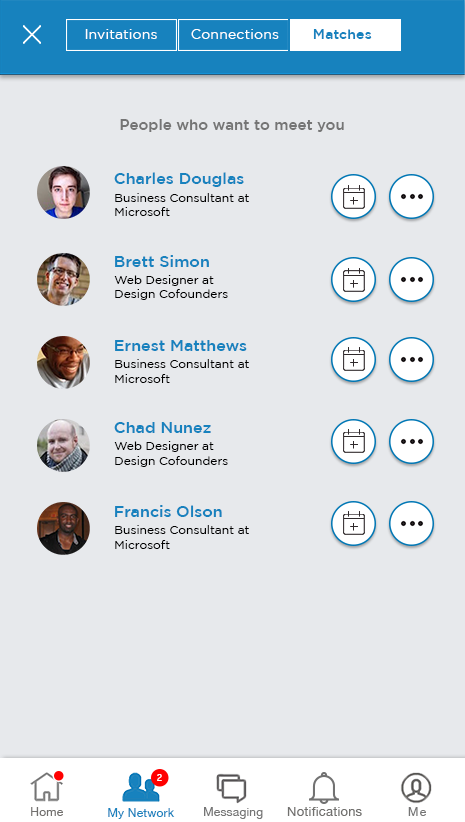 Invitations
Connections
Matches
People who want to meet you
Charles Douglas
Business Consultant at
Microsoft
Brett Simon
Web Designer at
Design Cofounders
Ernest Matthews
Business Consultant at
Microsoft
Chad Nunez
Web Designer at
Design Cofounders
Francis Olson
Business Consultant at
Microsoft
2
Home
My Network
Messaging
Notifications
Me